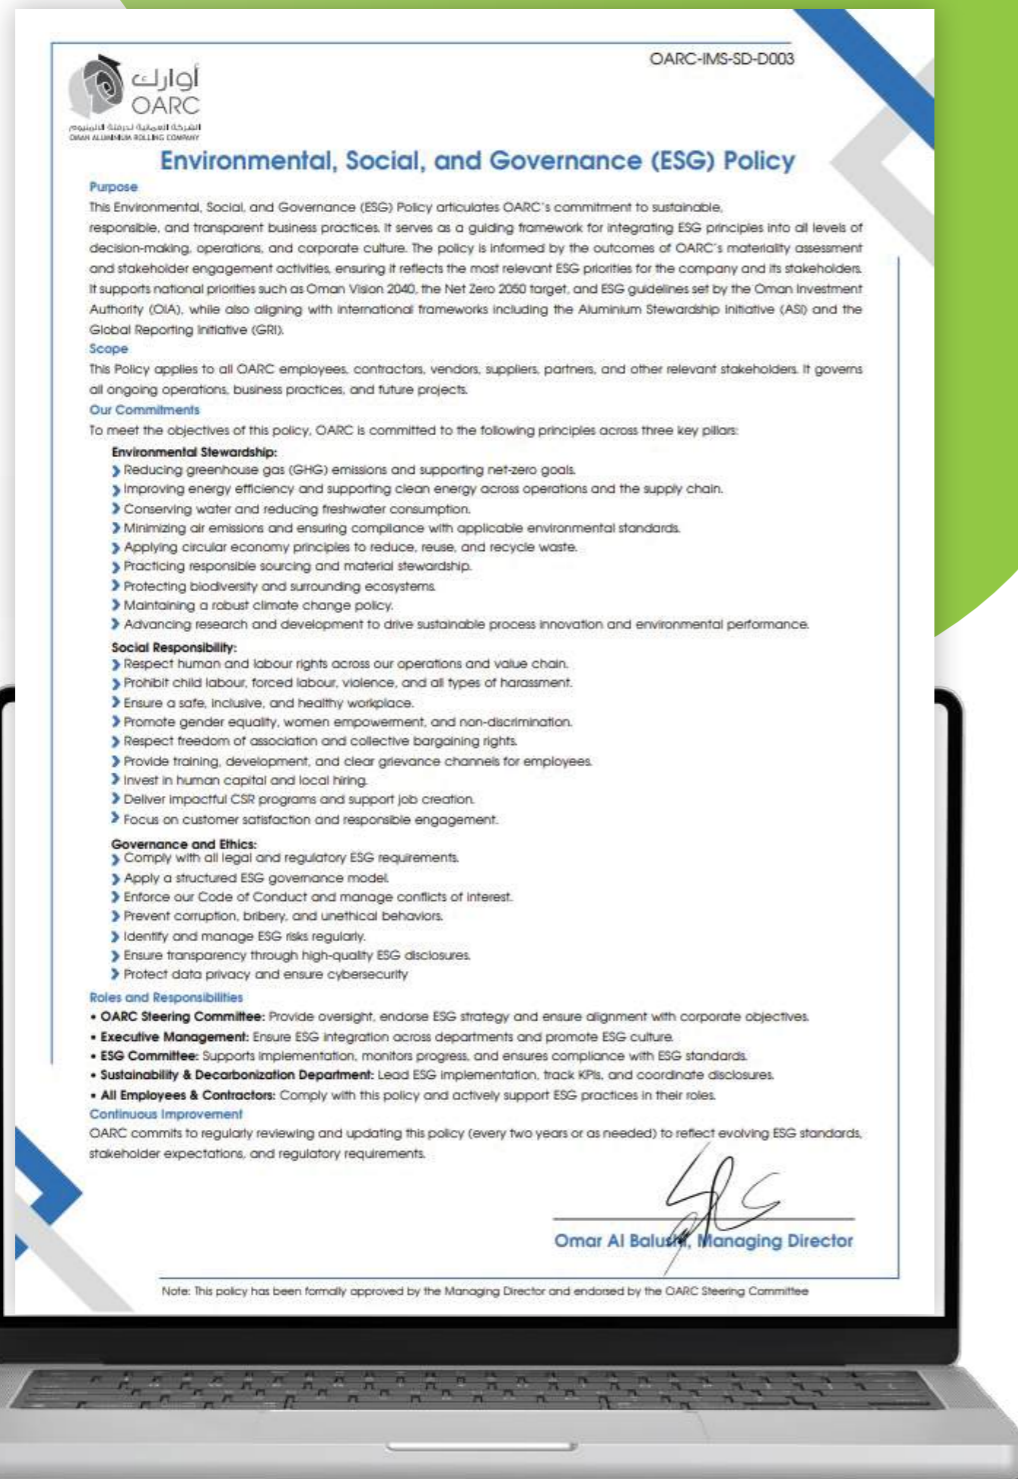 OARC-IMS-SD-D003
أوارك
OARC
الشركة العمانية لدرفلة الالمنيوم
OMAN ALUMINIUM ROLLING COMPANY
Environmental, Social, and Governance (ESG) Policy
Purpose
This Environmental, Social, and Governance (ESG) Policy articulates OARC's commitment to sustainable,
responsible, and transparent business practices. It serves as a guiding framework for integrating ESG principles into all levels of
decision-making, operations, and corporate culture. The policy is informed by the outcomes of OARC's materiality assessment
and stakeholder engagement activities, ensuring it reflects the most relevant ESG priorities for the company and its stakeholders.
It supports national priorities such as Oman Vision 2040, the Net Zero 2050 target, and ESG guidelines set by the Oman Investment
Authority (OIA), while also aligning with international frameworks including the Aluminium Stewardship Initiative (ASI) and the
Global Reporting Initiative (GRI).
Scope
This Policy applies to all OARC employees, contractors, vendors, suppliers, partners, and other relevant stakeholders. It governs
all ongoing operations, business practices, and future projects.
Our Commitments
To meet the objectives of this policy, OARC is committed to the following principles across three key pillars:
Environmental Stewardship:
Reducing greenhouse gas (GHG) emissions and supporting net-zero goals.
Improving energy efficiency and supporting clean energy across operations and the supply chain.
Conserving water and reducing freshwater consumption.
Minimizing air emissions and ensuring compliance with applicable environmental standards.
Applying circular economy principles to reduce, reuse, and recycle waste.
Practicing responsible sourcing and material stewardship.
Protecting biodiversity and surrounding ecosystems.
Maintaining a robust climate change policy.
Advancing research and development to drive sustainable process innovation and environmental performance.
Social Responsibility:
Respect human and labour rights across our operations and value chain.
Prohibit child labour, forced labour, violence, and all types of harassment.
Ensure a safe, inclusive, and healthy workplace.
Promote gender equality, women empowerment, and non-discrimination.
Respect freedom of association and collective bargaining rights.
Provide training, development, and clear grievance channels for employees.
Invest in human capital and local hiring.
Deliver impactful CSR programs and support job creation.
Focus on customer satisfaction and responsible engagement.
Governance and Ethics:
Comply with all legal and regulatory ESG requirements.
Apply a structured ESG governance model.
Enforce our Code of Conduct and manage conflicts of interest.
Prevent corruption, bribery, and unethical behaviors.
Identify and manage ESG risks regularly.
Ensure transparency through high-quality ESG disclosures.
Protect data privacy and ensure cybersecurity
Roles and Responsibilities
• OARC Steering Committee: Provide oversight, endorse ESG strategy and ensure alignment with corporate objectives.
• Executive Management: Ensure ESG integration across departments and promote ESG culture.
• ESG Committee: Supports implementation, monitors progress, and ensures compliance with ESG standards.
• Sustainability & Decarbonization Department: Lead ESG implementation, track KPIs, and coordinate disclosures.
• All Employees & Contractors: Comply with this policy and actively support ESG practices in their roles.
Continuous Improvement
OARC commits to regularly reviewing and updating this policy (every two years or as needed) to reflect evolving ESG standards,
stakeholder expectations, and regulatory requirements.
Omar Al Balushi, Managing Director
Note: This policy has been formally approved by the Managing Director and endorsed by the OARC Steering Committee